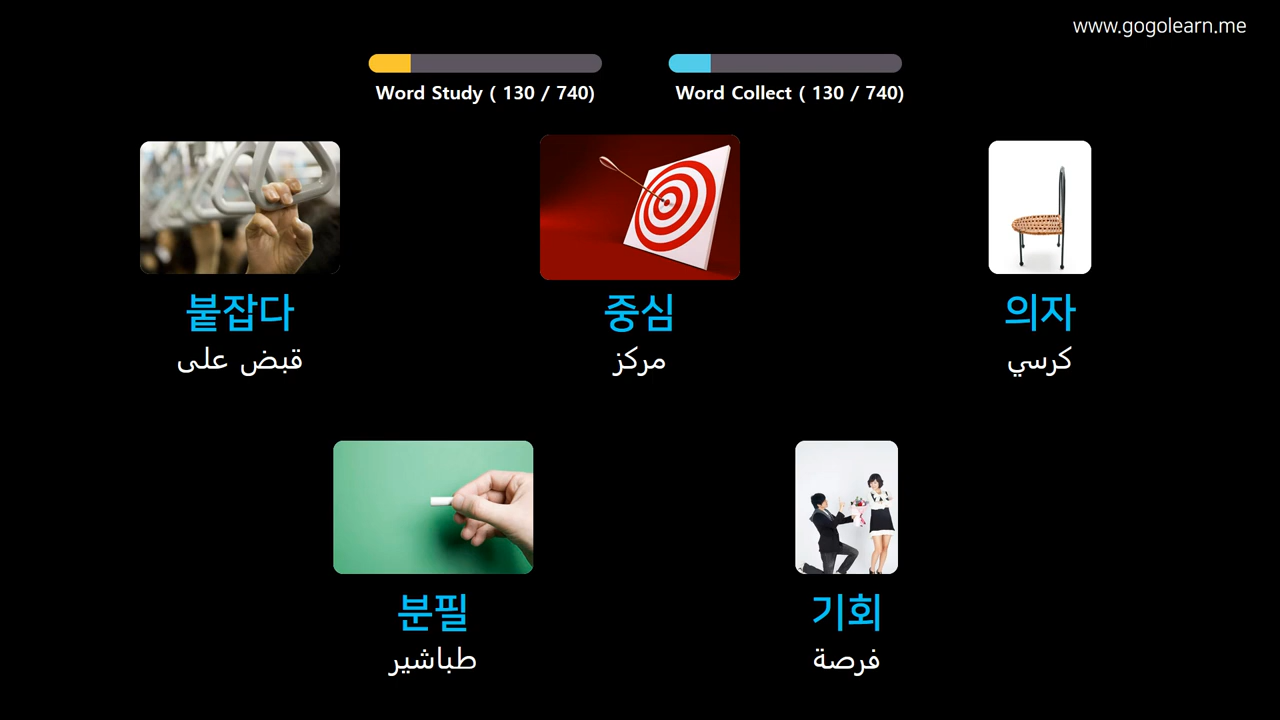 www.gogolearn.me
Word Study ( 130 / 740)
Word Collect ( 130 / 740)
붙잡다
قبض على
중심
مركز
의자
كرسي
분필
طباشير
기회
فرصة